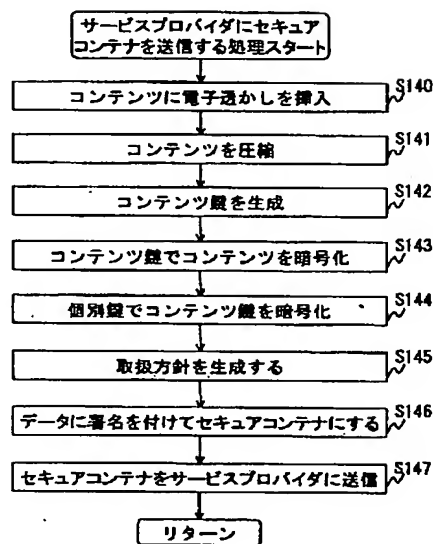 サービスプロバイダにセキュア
コンテナを送信する処理スタート
S140
コンテンツに電子透かしを挿入
S141
コンテンツを圧縮
S142
コンテンツ鍵を生成
S143
コンテンツ鍵でコンテンツを暗号化
S144
個別鍵でコンテンツ鍵を暗号化
S145
取扱方針を生成する
S146
データに署名を付けてセキュアコンテナにする
S147
セキュアコンテナをサービスプロバイダに送信
リターン